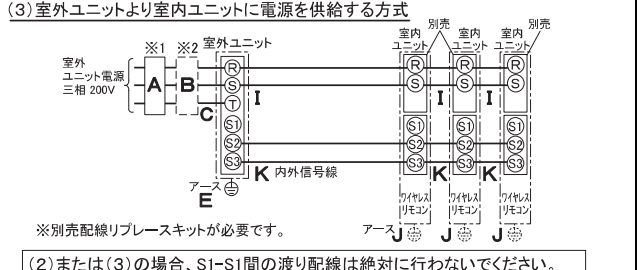 (3)室外ユニットより室内ユニットに電源を供給する方式
※1 ※2 室外ユニット
室内ユニット 別売 室内ユニット 室内ユニット 別売
室外
ユニット電源
三相 200V
A B C
R S T S1 S2 S3
I I I
R S S1 S2 S3
R S S1 S2 S3
R S S1 S2 S3
K 内外信号線 K K
アース
E
ワイヤレスリモコン ワイヤレスリモコン ワイヤレスリモコン
アース J J J
※別売配線リプレースキットが必要です。
(2)または(3)の場合、S1-S1間の渡り配線は絶対に行わないでください。